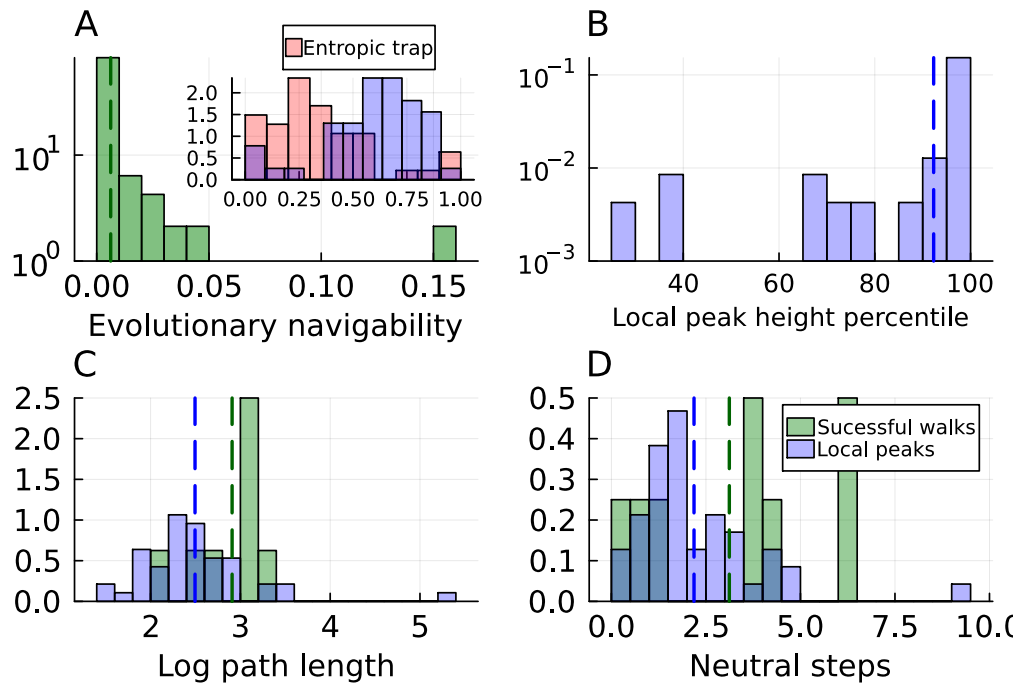 A
Entropic trap
10¹
10⁰
2.0
1.5
1.0
0.5
0.0
0.00 0.25 0.50 0.75 1.00
0.00 0.05 0.10 0.15
Evolutionary navigability
B
10⁻¹
10⁻²
10⁻³
40 60 80 100
Local peak height percentile
C
2.5
2.0
1.5
1.0
0.5
0.0
2 3 4 5
Log path length
D
Sucessful walks
Local peaks
0.5
0.4
0.3
0.2
0.1
0.0
0.0 2.5 5.0 7.5 10.0
Neutral steps